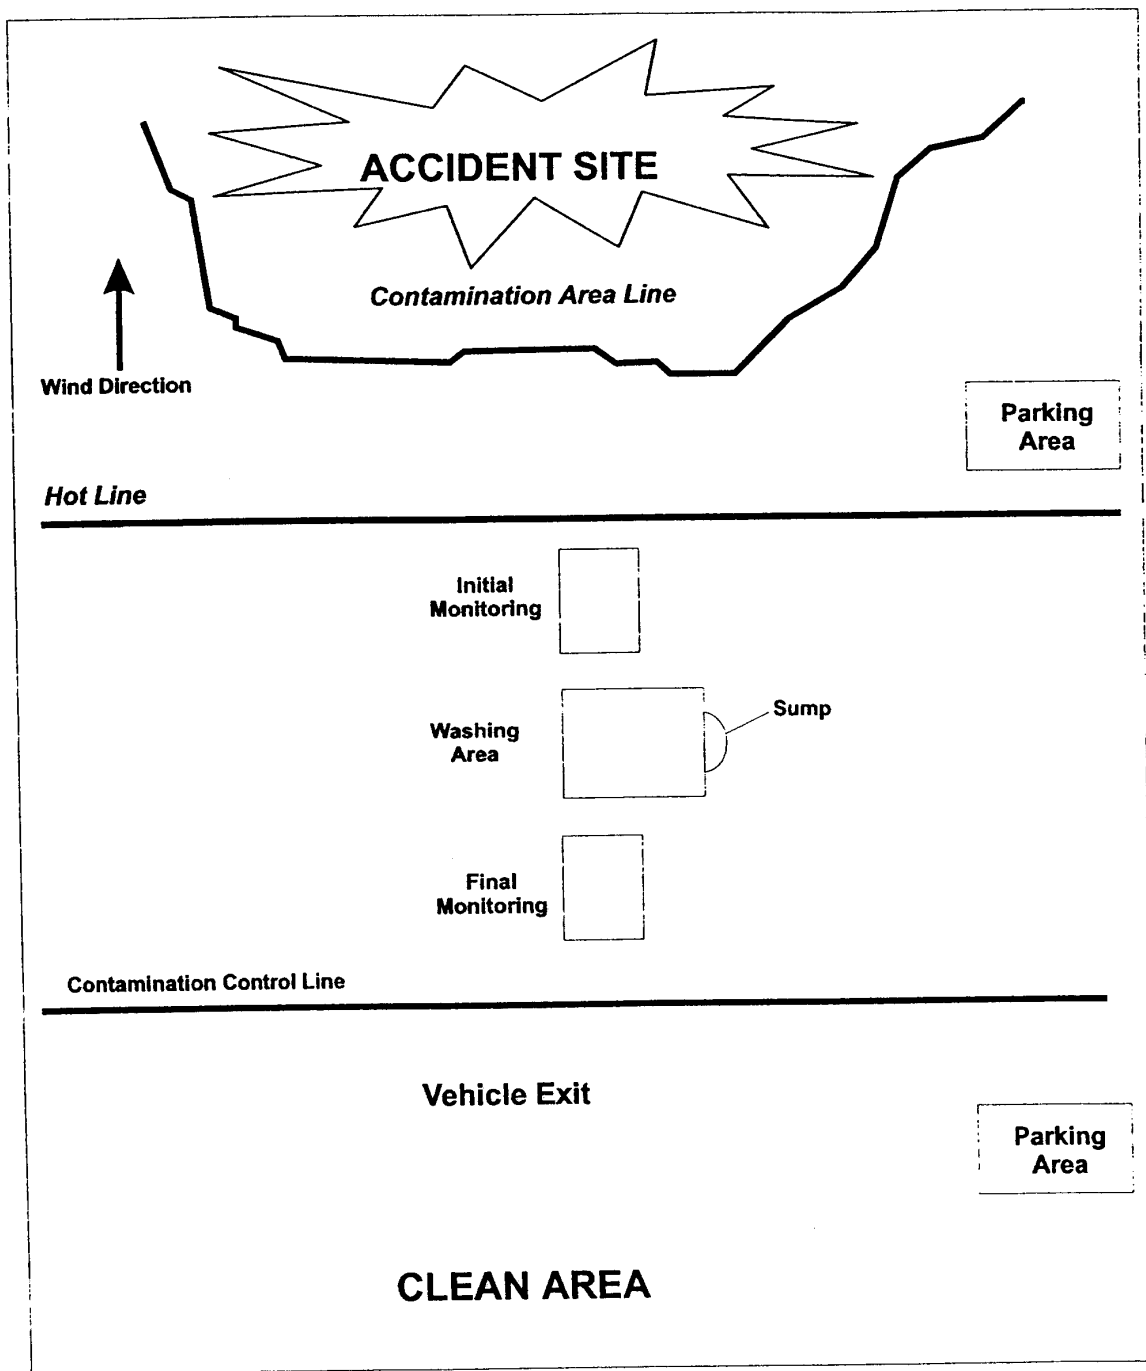 ACCIDENT SITE
Contamination Area Line
Wind Direction
Parking
Area
Hot Line
Initial
Monitoring
Washing
Area
Sump
Final
Monitoring
Contamination Control Line
Vehicle Exit
Parking
Area
CLEAN AREA